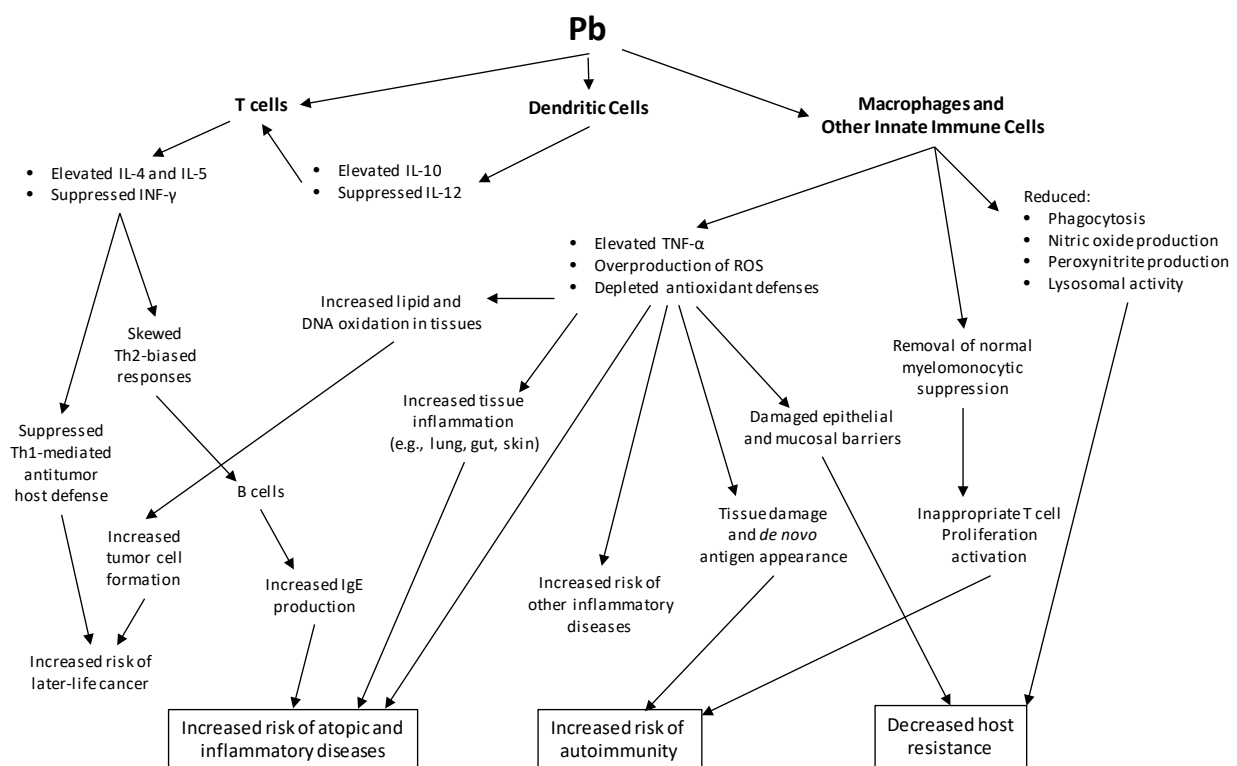 Pb
T cells
Dendritic Cells
Macrophages and
Other Innate Immune Cells
• Elevated IL-4 and IL-5
• Suppressed INF-γ
• Elevated IL-10
• Suppressed IL-12
Reduced:
• Phagocytosis
• Nitric oxide production
• Peroxynitrite production
• Lysosomal activity
• Elevated TNF-α
• Overproduction of ROS
• Depleted antioxidant defenses
Increased lipid and
DNA oxidation in tissues
Skewed
Th2-biased
responses
Removal of normal
myelomonocytic
suppression
Increased tissue
inflammation
(e.g., lung, gut, skin)
Damaged epithelial
and mucosal barriers
Suppressed
Th1-mediated
antitumor
host defense
B cells
Increased
tumor cell
formation
Tissue damage
and de novo
antigen appearance
Inappropriate T cell
Proliferation
activation
Increased IgE
production
Increased risk of
other inflammatory
diseases
Increased risk of
later-life cancer
Increased risk of atopic and
inflammatory diseases
Increased risk of
autoimmunity
Decreased host
resistance